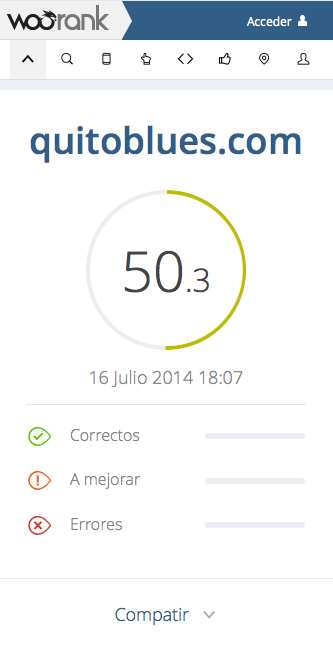 woorank
Acceder
quitoblues.com
50.3
16 Julio 2014 18:07
Correctos
A mejorar
Errores
Compatir